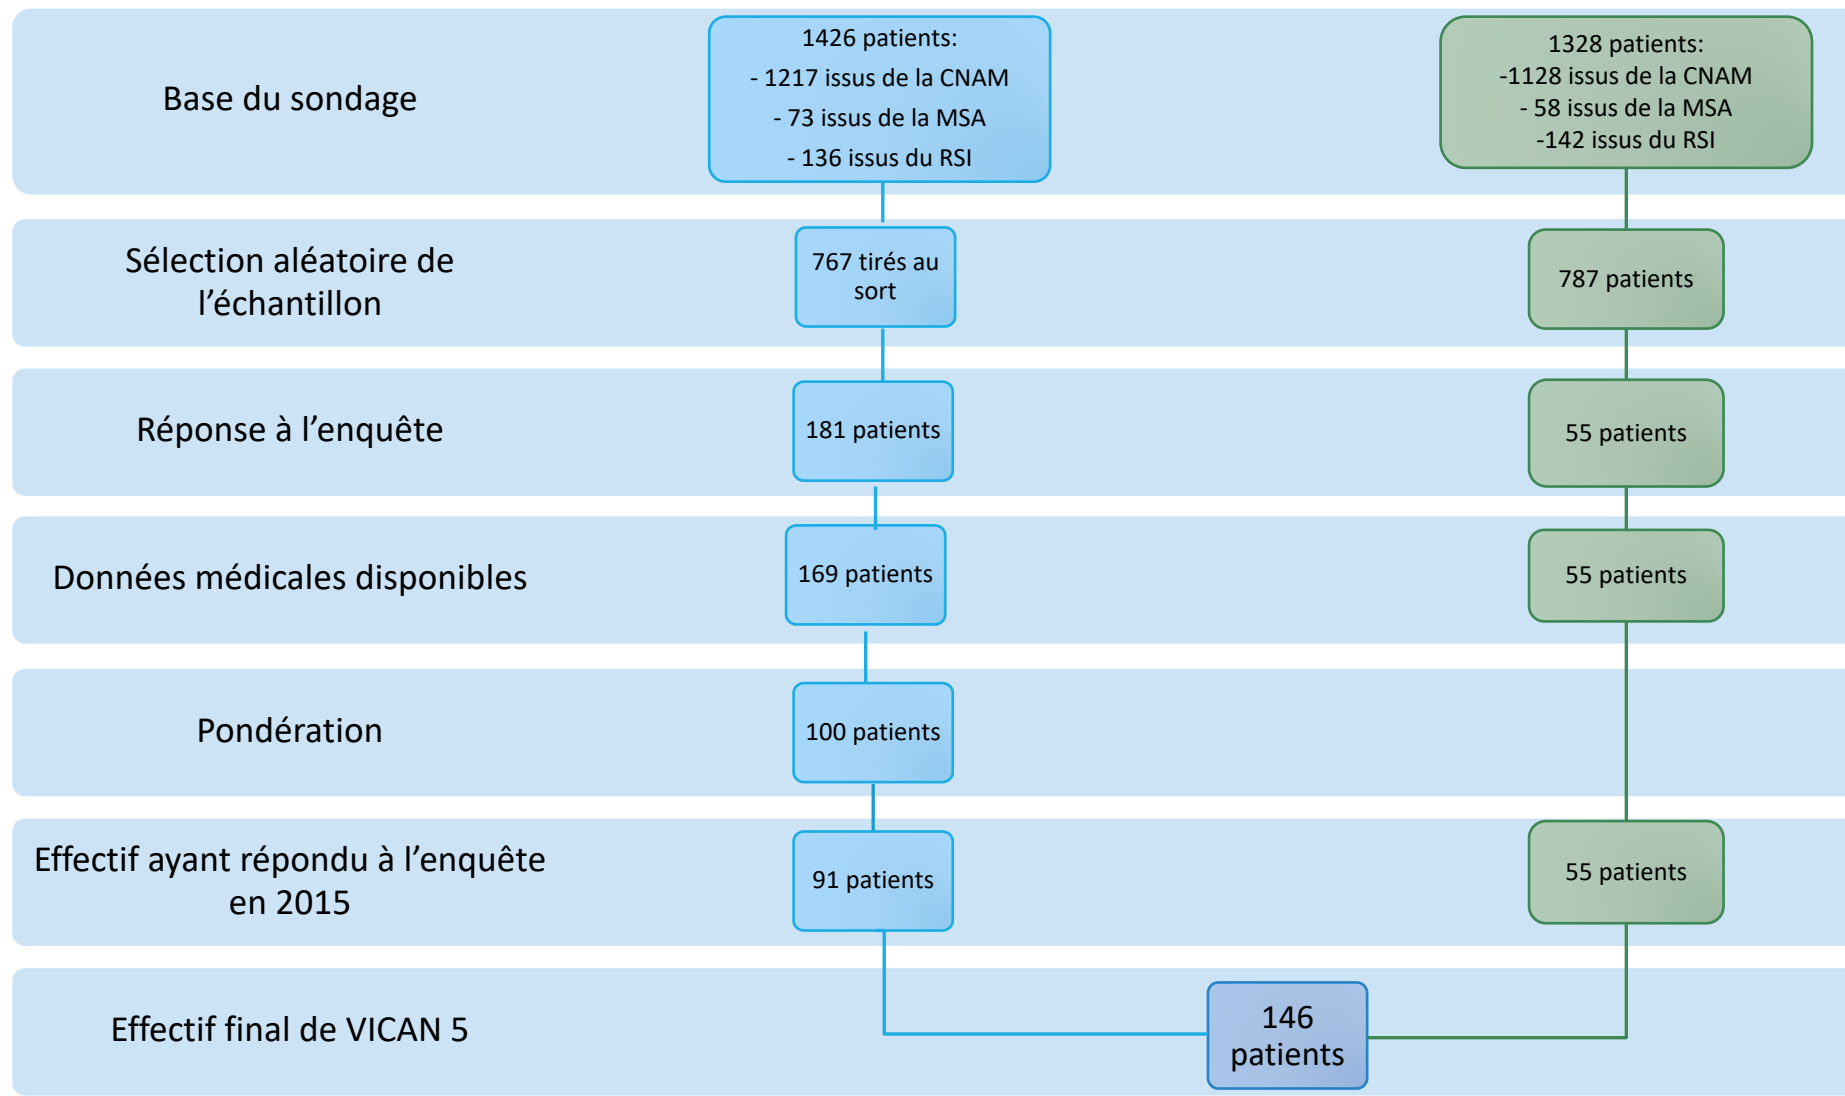 Base du sondage
1426 patients:
- 1217 issus de la CNAM
- 73 issus de la MSA
- 136 issus du RSI
1328 patients:
-1128 issus de la CNAM
- 58 issus de la MSA
-142 issus du RSI
Sélection aléatoire de
l’échantillon
767 tirés au
sort
787 patients
Réponse à l’enquête
181 patients
55 patients
Données médicales disponibles
169 patients
55 patients
Pondération
100 patients
Effectif ayant répondu à l’enquête
en 2015
91 patients
55 patients
Effectif final de VICAN 5
146
patients